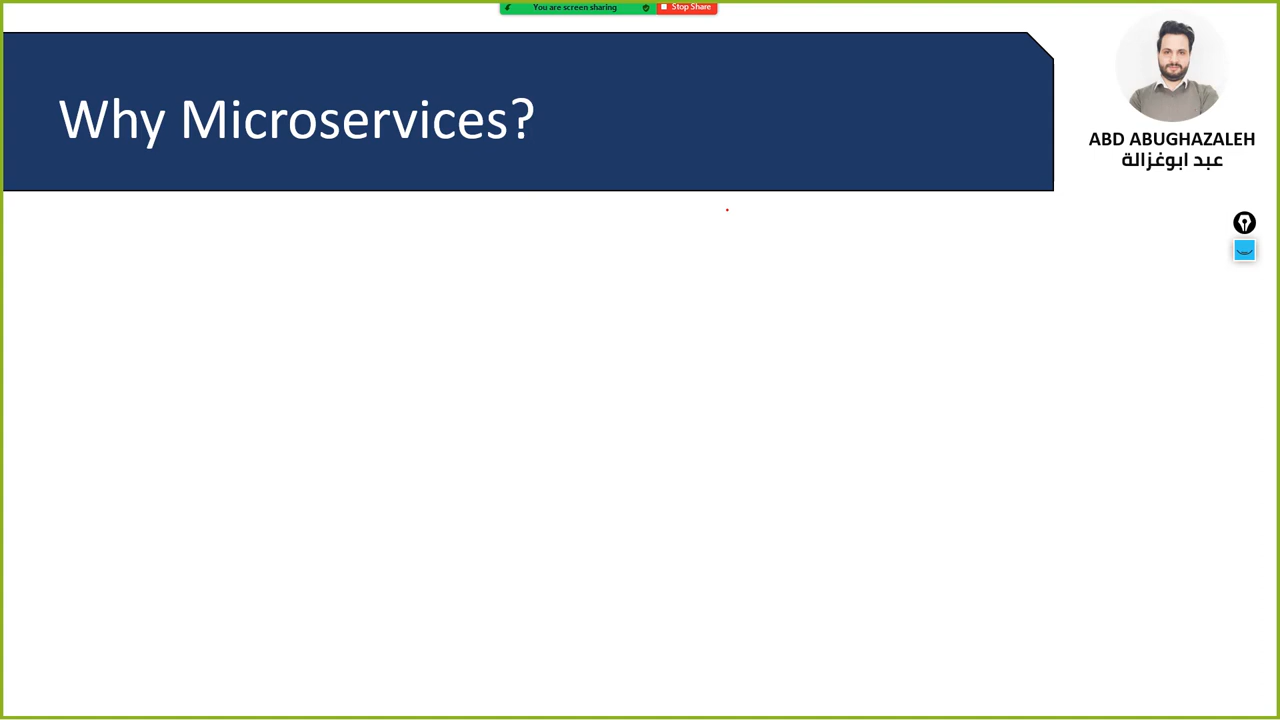 You are screen sharing
Stop Share
Why Microservices?
ABD ABUGHAZALEH
عبد ابوغزالة